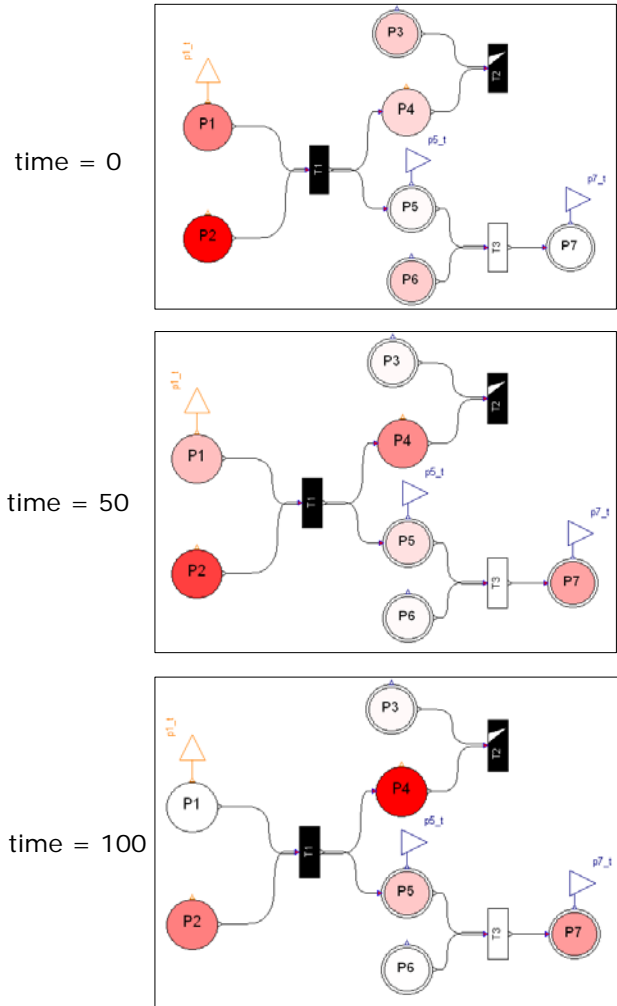 time = 0
p1_t
P1
P2
T1
P3
P4
T2
p5_t
P5
P6
T3
p7_t
P7
time = 50
p1_t
P1
P2
T1
P3
P4
T2
p5_t
P5
P6
T3
p7_t
P7
time = 100
p1_t
P1
P2
T1
P3
P4
T2
p5_t
P5
P6
T3
p7_t
P7